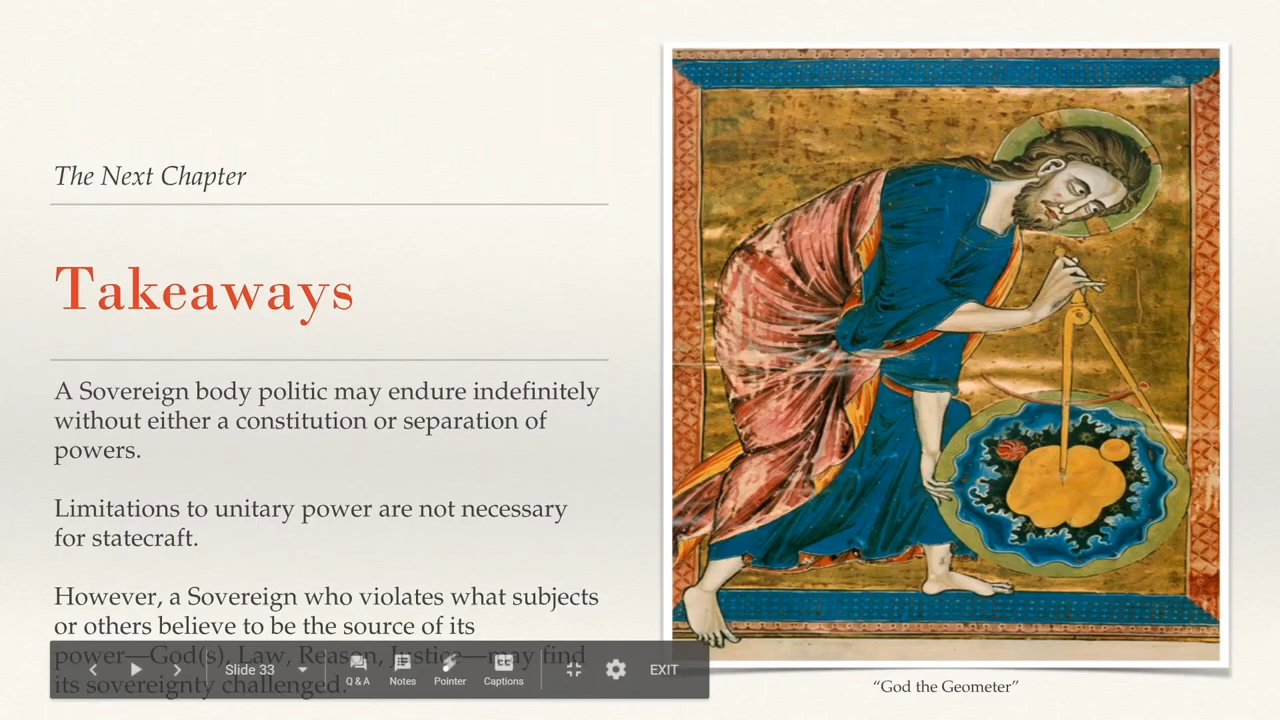 The Next Chapter
Takeaways
A Sovereign body politic may endure indefinitely
without either a constitution or separation of
powers.
Limitations to unitary power are not necessary
for statecraft.
However, a Sovereign who violates what subjects
or others believe to be the source of its
power—God(s), Law, Reason, Justice—may find
its sovereignty challenged.
Slide 33
Q & A
Notes
Pointer
Captions
EXIT
“God the Geometer”